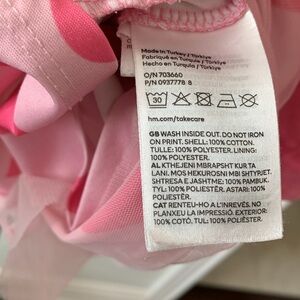 Made in Turkey / Türkiye
Fabriqué en Turquie / Türkiye
Hecho en Turquía / Türkiye
O/N 703660
P/N 0937778 8
30
hm.com/takecare
GB WASH INSIDE OUT. DO NOT IRON
ON PRINT. SHELL: 100% COTTON.
TULLE: 100% POLYESTER. LINING:
100% POLYESTER.
AL KTHEJENI MBRAPSHT KUR TA
LANI. MOS HEKUROSNI MBI SHTYPJET.
SHTRESA E JASHTME: 100% PAMBUK.
TYL: 100% POLIESTËR. ASTARI: 100%
POLIESTËR.
CAT RENTEU-HO A L'INREVÉS. NO
PLANXEU LA IMPRESSIÓ. EXTERIOR:
100% COTÓ. TUL: 100% POLIÈSTER.